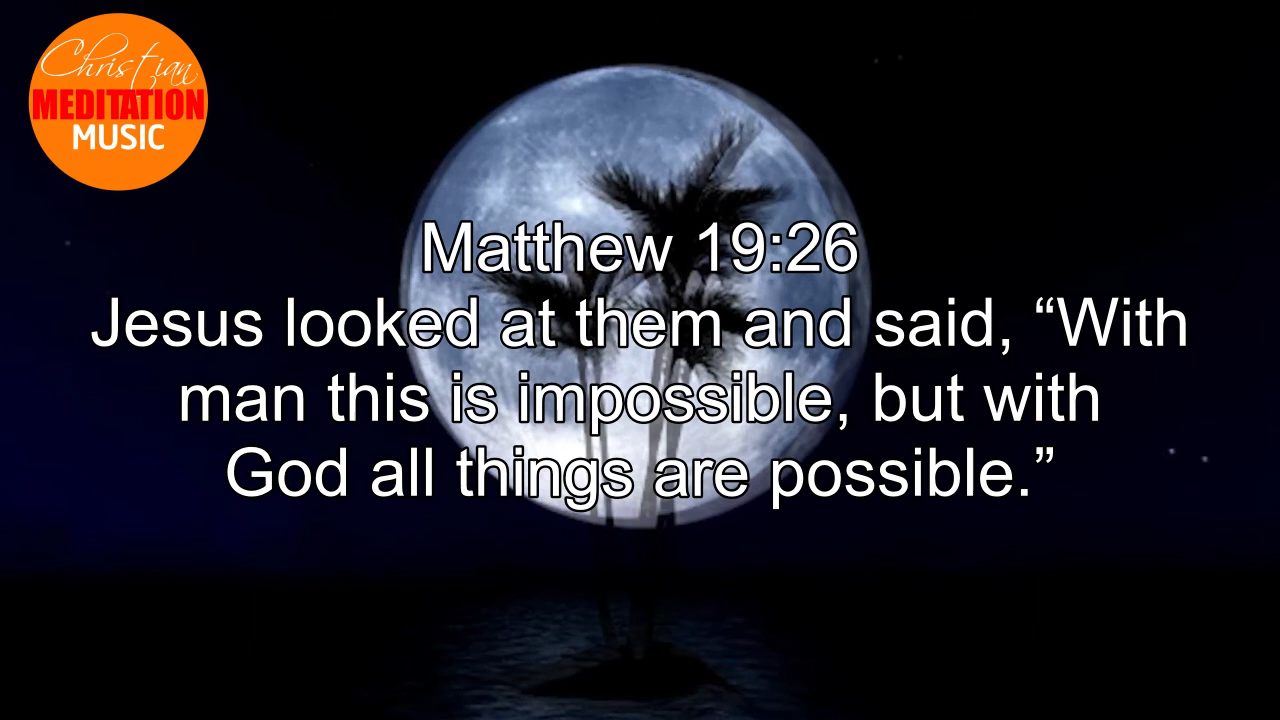 Christian
MEDITATION
MUSIC
Matthew 19:26
Jesus looked at them and said, “With
man this is impossible, but with
God all things are possible.”